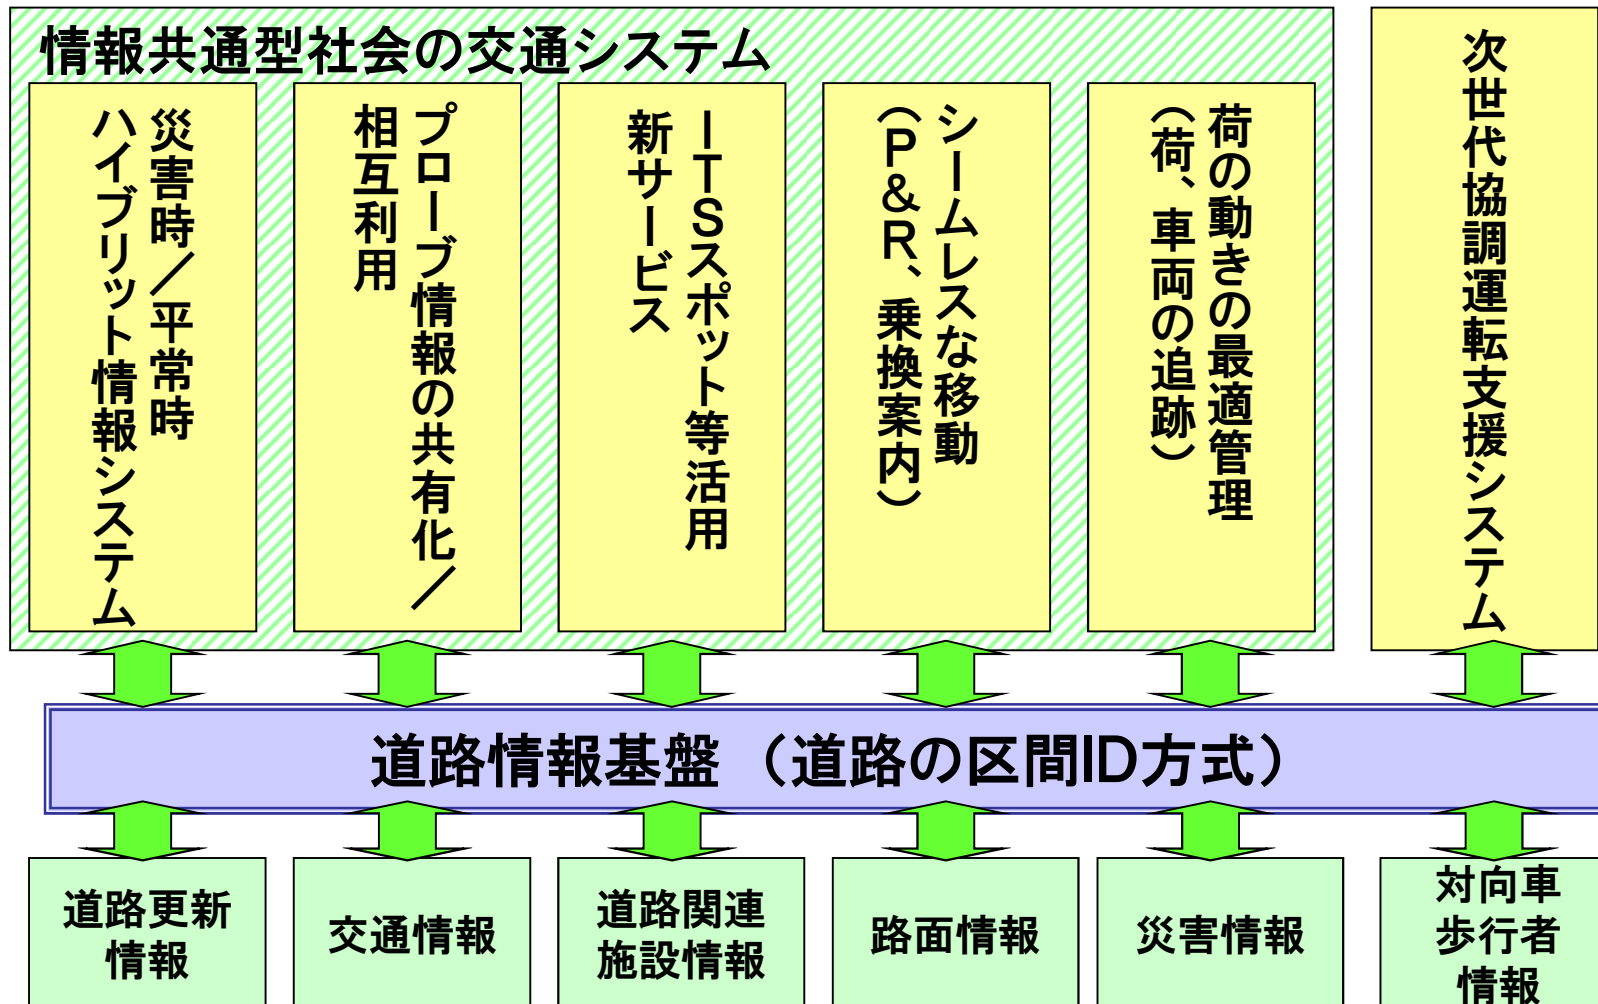 情報共通型社会の交通システム
災害時／平常時
ハイブリット情報システム
プローブ情報の共有化／
相互利用
ITSスポット等活用
新サービス
シームレスな移動
（P&R、乗換案内）
荷の動きの最適管理
（荷、車両の追跡）
次世代協調運転支援システム
道路情報基盤 （道路の区間ID方式）
道路更新
情報
交通情報
道路関連
施設情報
路面情報
災害情報
対向車
歩行者
情報